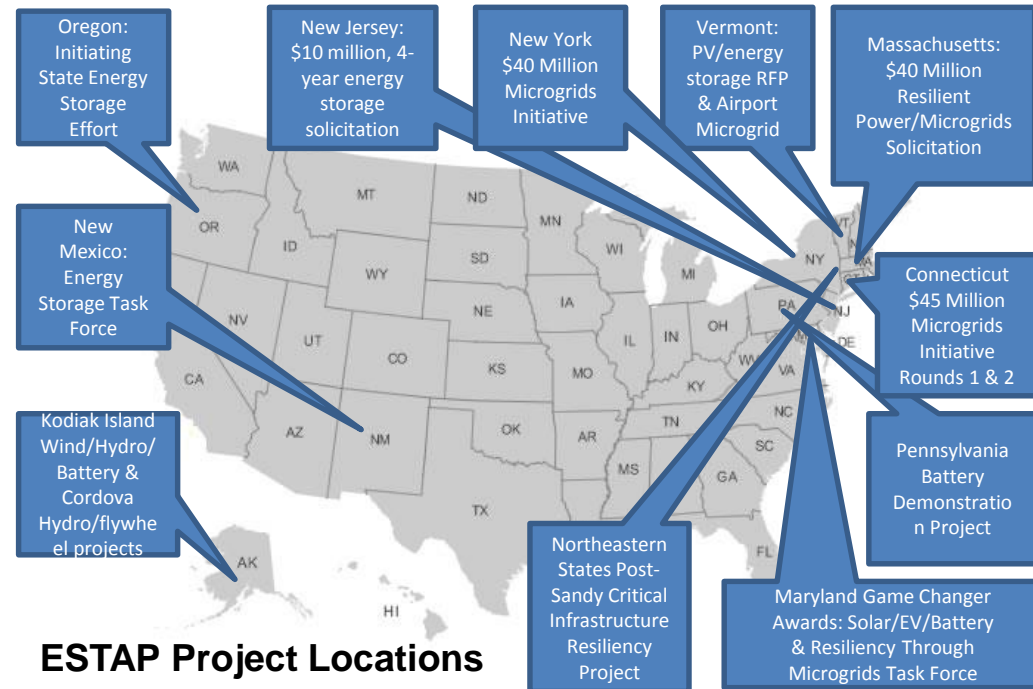 Oregon:
Initiating
State Energy
Storage
Effort
New Jersey:
$10 million, 4-
year energy
storage
solicitation
New York
$40 Million
Microgrids
Initiative
Vermont:
PV/energy
storage RFP
& Airport
Microgrid
Massachusetts:
$40 Million
Resilient
Power/Microgrids
Solicitation
New
Mexico:
Energy
Storage Task
Force
Connecticut
$45 Million
Microgrids
Initiative
Rounds 1 & 2
Kodiak Island
Wind/Hydro/
Battery &
Cordova
Hydro/flywhe
el projects
Pennsylvania
Battery
Demonstratio
n Project
Northeastern
States Post-
Sandy Critical
Infrastructure
Resiliency
Project
Maryland Game Changer
Awards: Solar/EV/Battery
& Resiliency Through
Microgrids Task Force
WA
MT
ND
MN
VT
OR
ID
WY
SD
WI
MI
NY
NV
UT
CO
NE
IA
IL
IN
OH
PA
NJ
DE
CA
KS
MO
KY
WV
VA
AZ
NM
OK
AR
TN
NC
SC
MS
GA
TX
FL
AK
HI
ESTAP Project Locations